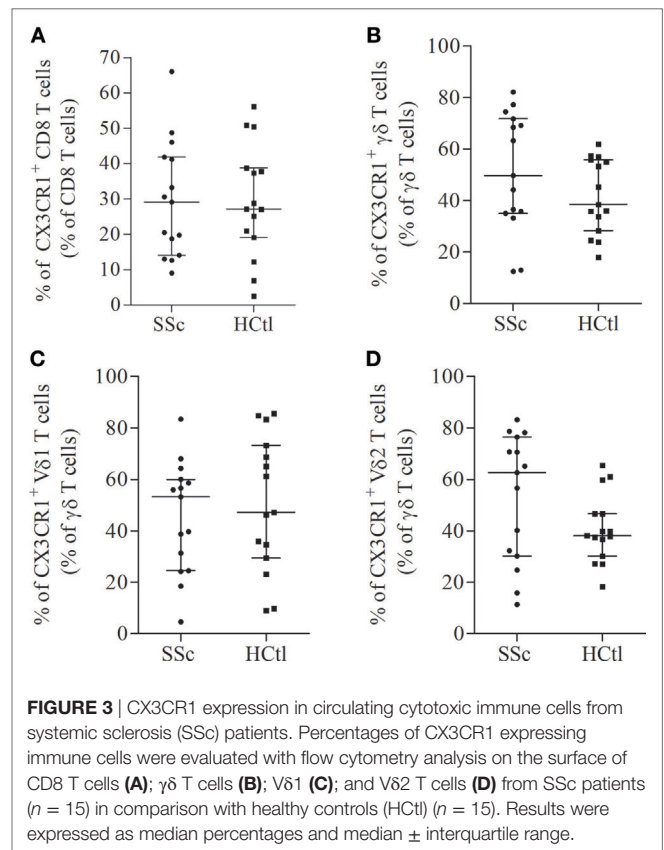 A
% of CX3CR1⁺ CD8 T cells
(% of CD8 T cells)
70
60
50
40
30
20
10
0
SSc HCtl
B
% of CX3CR1⁺ γδ T cells
(% of γδ T cells)
100
80
60
40
20
0
SSc HCtl
C
% of CX3CR1⁺ Vδ1 T cells
(% of γδ T cells)
100
80
60
40
20
0
SSc HCtl
D
% of CX3CR1⁺ Vδ2 T cells
(% of γδ T cells)
100
80
60
40
20
0
SSc HCtl
FIGURE 3 | CX3CR1 expression in circulating cytotoxic immune cells from
systemic sclerosis (SSc) patients. Percentages of CX3CR1 expressing
immune cells were evaluated with flow cytometry analysis on the surface of
CD8 T cells (A); γδ T cells (B); Vδ1 (C); and Vδ2 T cells (D) from SSc patients
(n = 15) in comparison with healthy controls (HCtl) (n = 15). Results were
expressed as median percentages and median ± interquartile range.